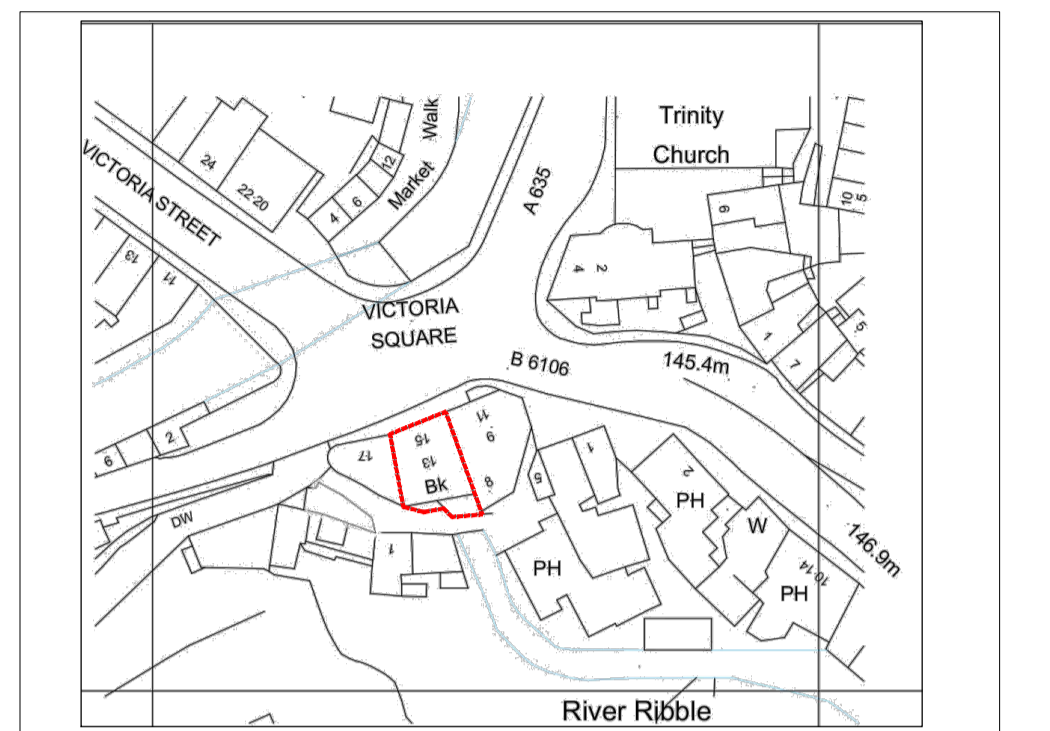 Trinity
Church
Market Walk
12
24
22-20
4
6
VICTORIA STREET
A 635
9
10
5
13
11
4
2
VICTORIA
SQUARE
B 6106
145.4m
1
7
5
2
6
17
15
13
Bk
11
9
8
5
1
2
PH
W
DW
1
PH
10-14
PH
146.9m
River Ribble